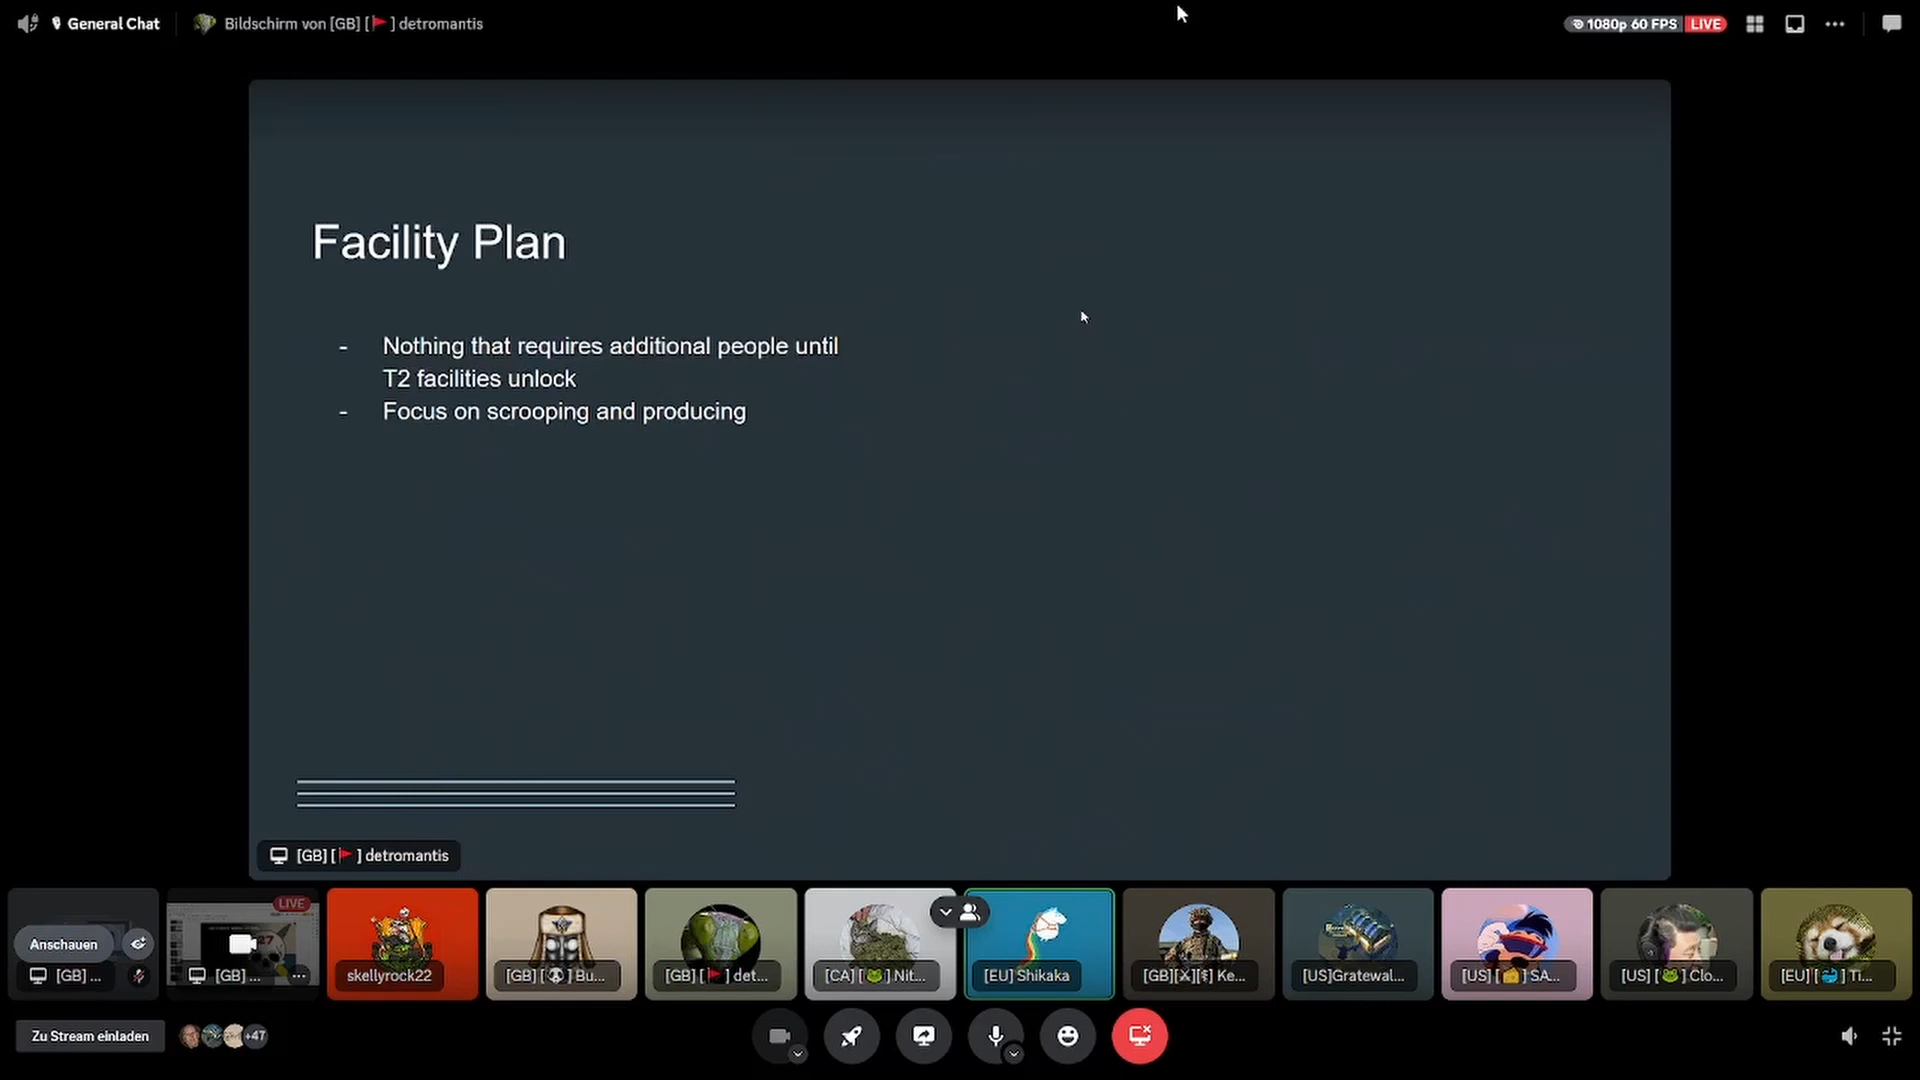 General Chat
Bildschirm von [GB] [🚩] detromantis
1080p 60 FPS LIVE
Facility Plan
- Nothing that requires additional people until
T2 facilities unlock
- Focus on scrooping and producing
[GB] [🚩] detromantis
Anschauen
LIVE
[GB] ...
[GB] ...
skellyrock22
[GB] [ ] Bu...
[GB] [🚩] det...
[CA] [🐸] Nit...
[EU] Shikaka
[GB][⚔][⚕] Ke...
[US]Gratewal...
[US] [🧀] SA...
[US] [🐸] Clo...
[EU] [ ] Ti...
Zu Stream einladen
+47